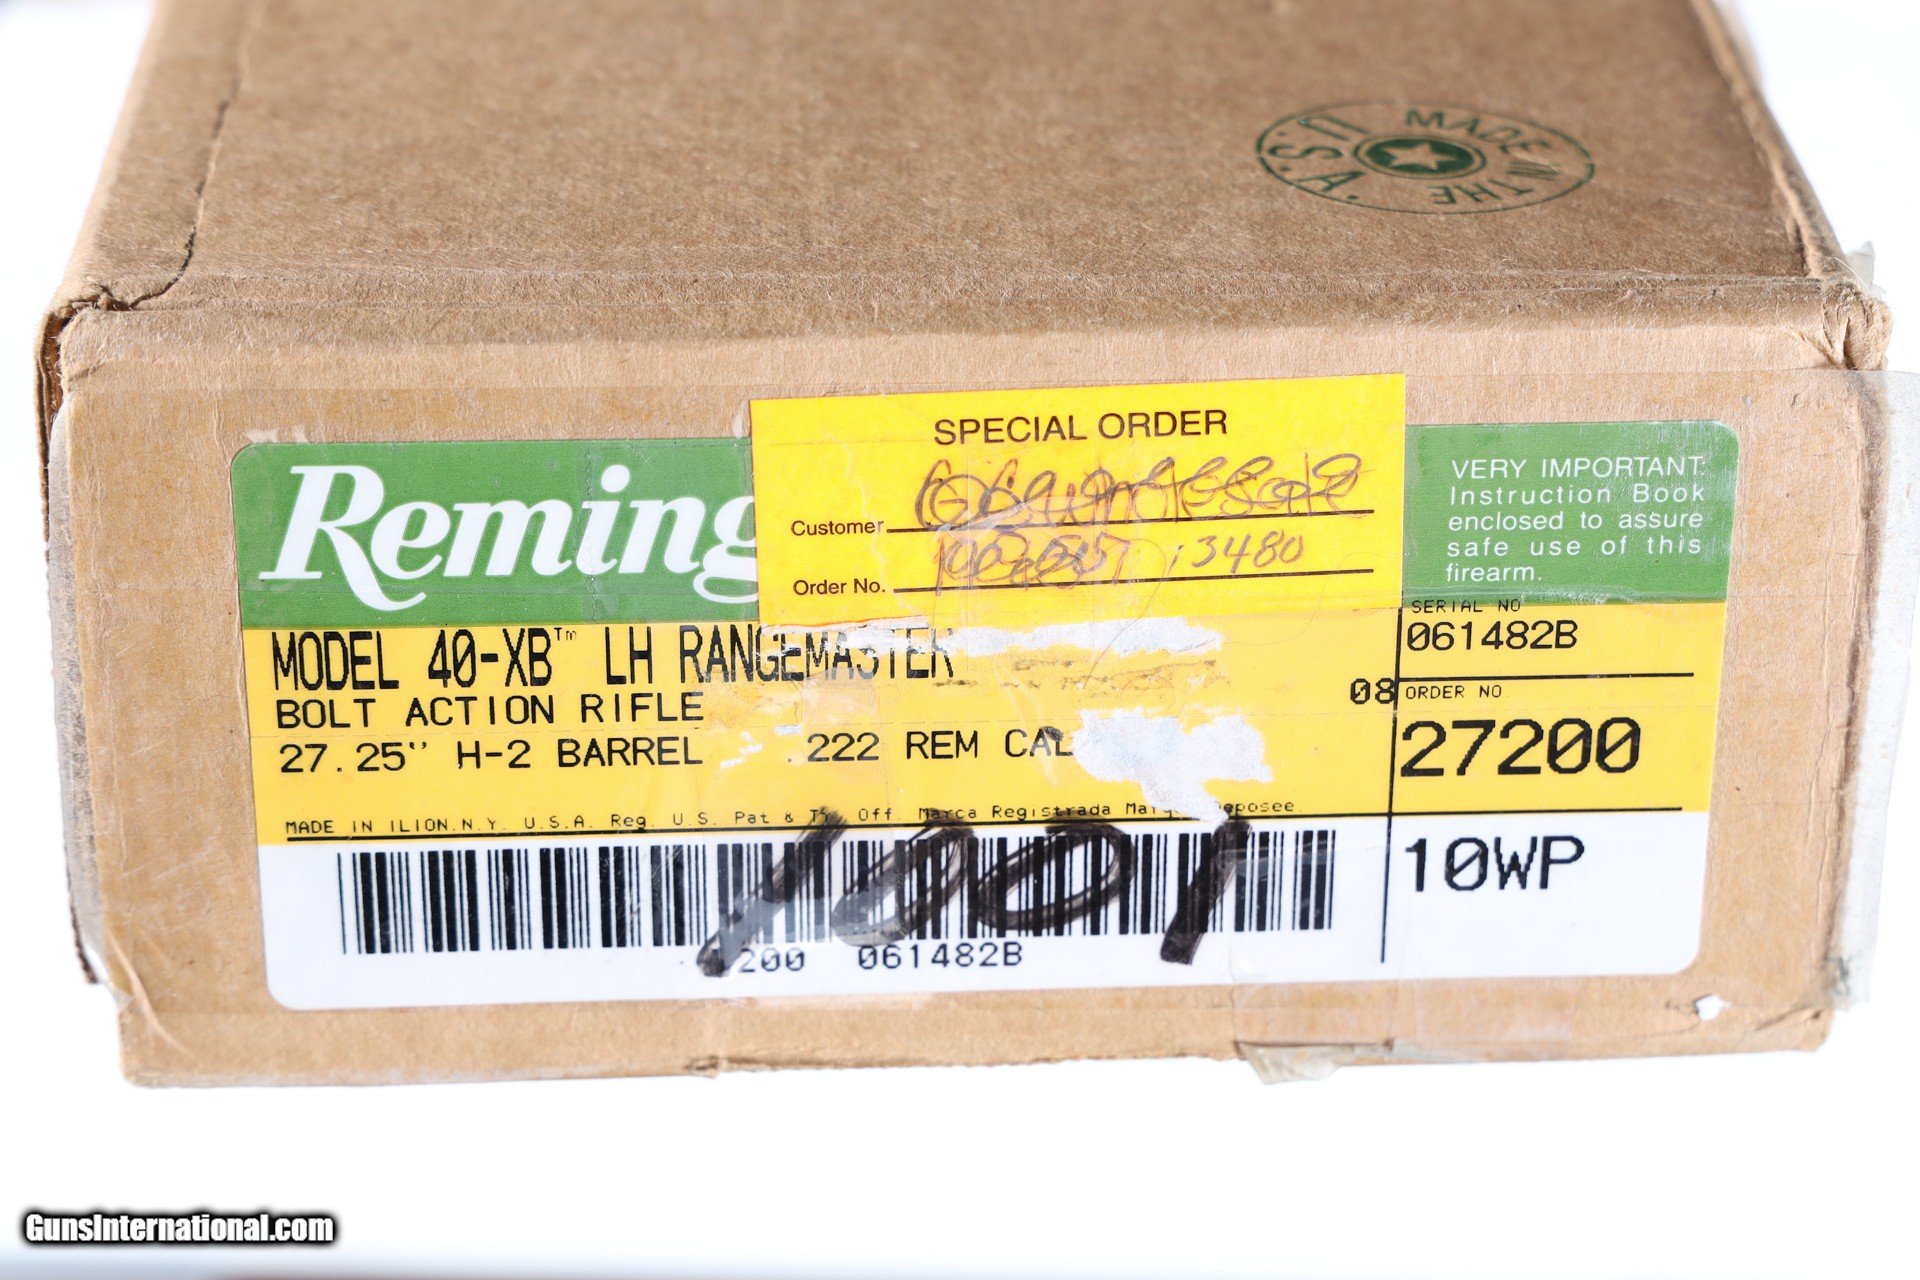 MADE IN THE U.S.A.
SPECIAL ORDER
Customer
Order No. 3480
Reming
VERY IMPORTANT:
Instruction Book
enclosed to assure
safe use of this
firearm.
MODEL 40-XB™ LH RANGEMASTER
BOLT ACTION RIFLE
27.25" H-2 BARREL .222 REM CAL
SERIAL NO
061482B
08 ORDER NO
27200
MADE IN ILION. N.Y. U.S.A. Reg. U.S. Pat & Tm. Off. Marca Registrada Marque Deposee.
10WP
1001
200 061482B
GunsInternational.com